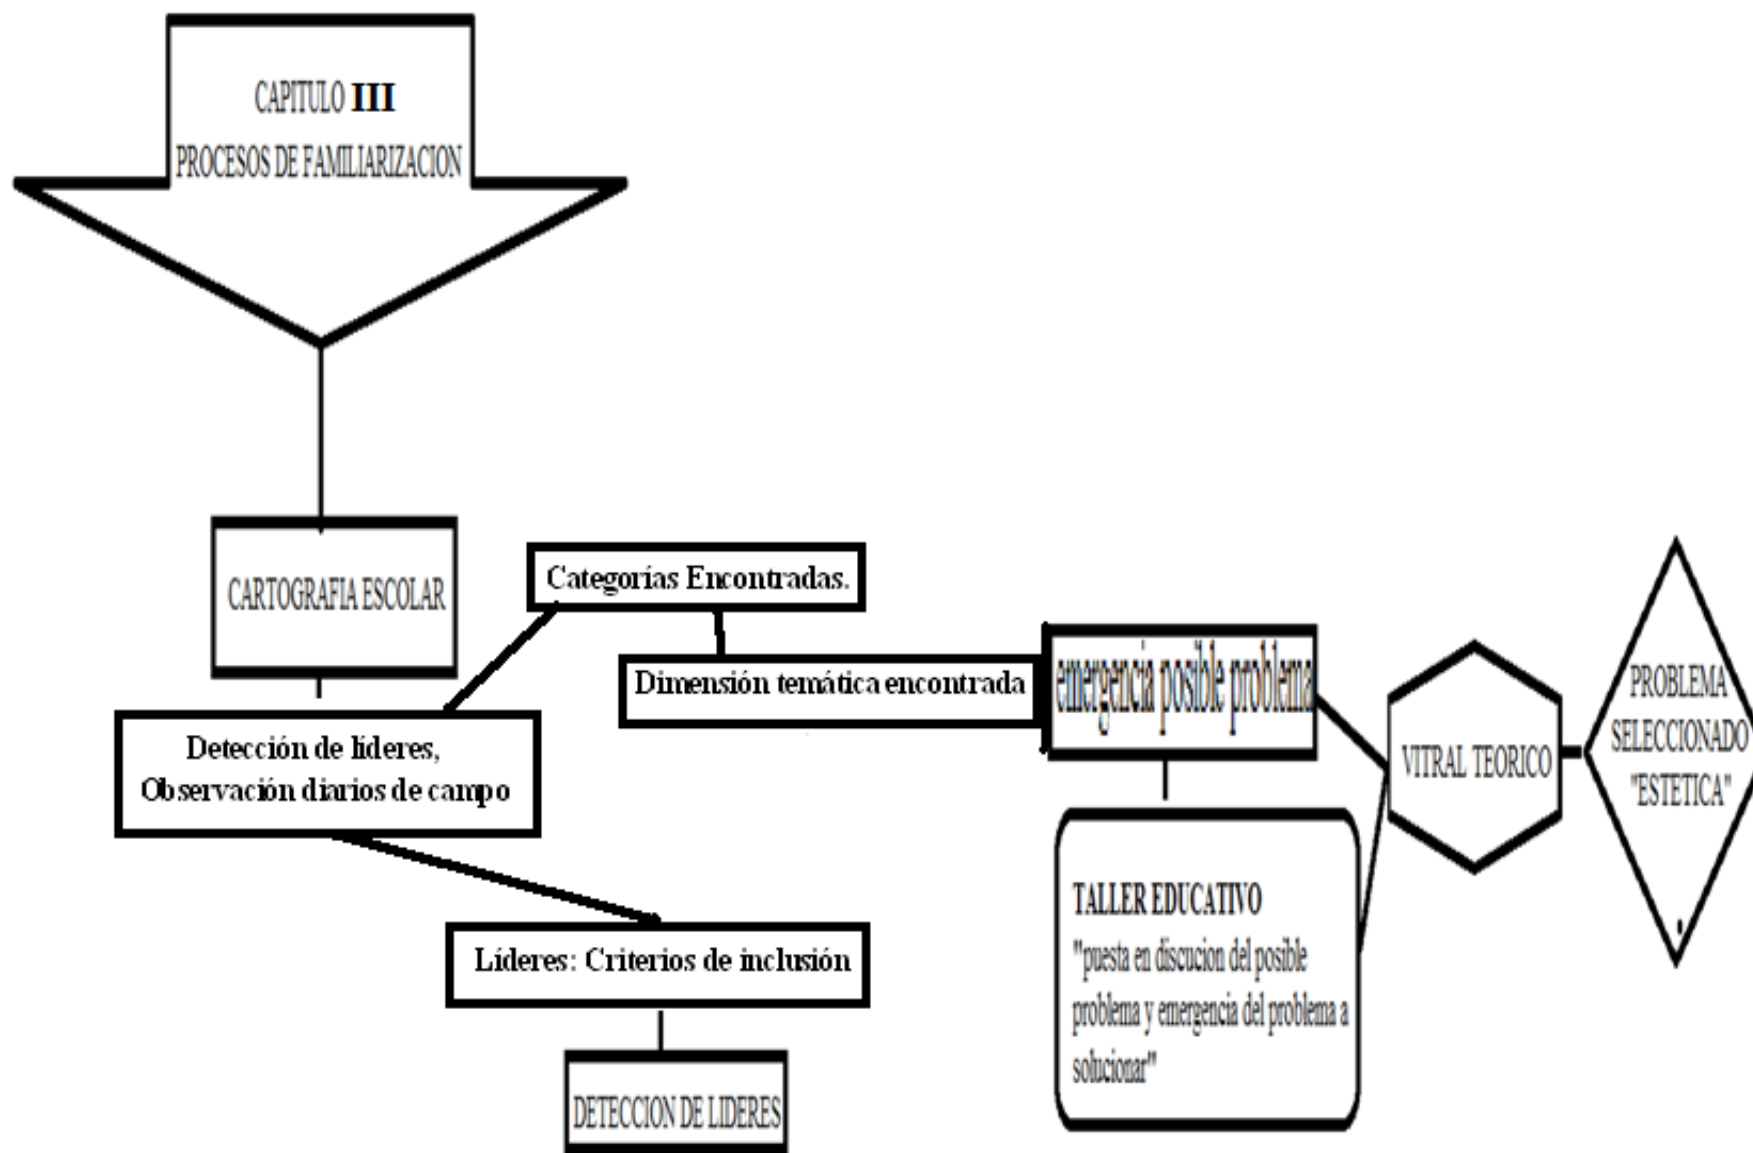 CAPITULO III
PROCESOS DE FAMILIARIZACION
CARTOGRAFIA ESCOLAR
Categorías Encontradas.
Dimensión temática encontrada
emergencia posible problema
Detección de líderes,
Observación diarios de campo
VITRAL TEORICO
PROBLEMA
SELECCIONADO
"ESTETICA"
TALLER EDUCATIVO
"puesta en discucion del posible
problema y emergencia del problema a
solucionar"
Líderes: Criterios de inclusión
DETECCION DE LIDERES